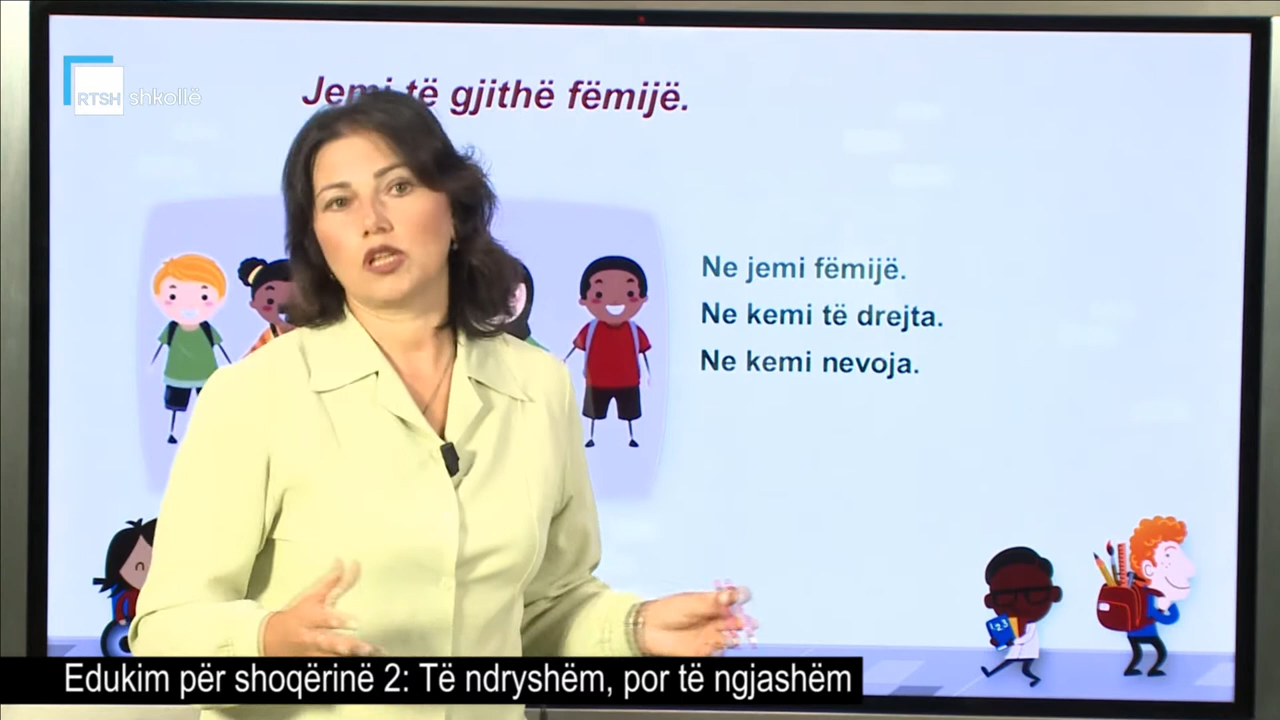 RTSH shkollë
Jemi të gjithë fëmijë.
Ne jemi fëmijë.
Ne kemi të drejta.
Ne kemi nevoja.
123
Edukim për shoqërinë 2: Të ndryshëm, por të ngjashëm